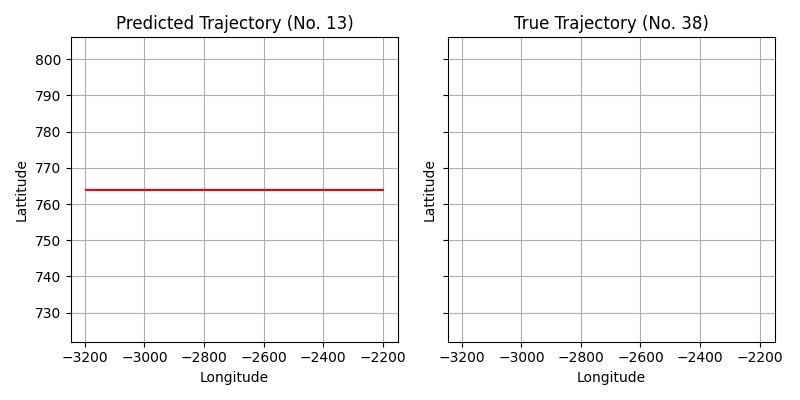 Predicted Trajectory (No. 13)
True Trajectory (No. 38)
800
790
780
770
760
750
740
730
Lattitude
Lattitude
−3200 −3000 −2800 −2600 −2400 −2200
−3200 −3000 −2800 −2600 −2400 −2200
Longitude
Longitude